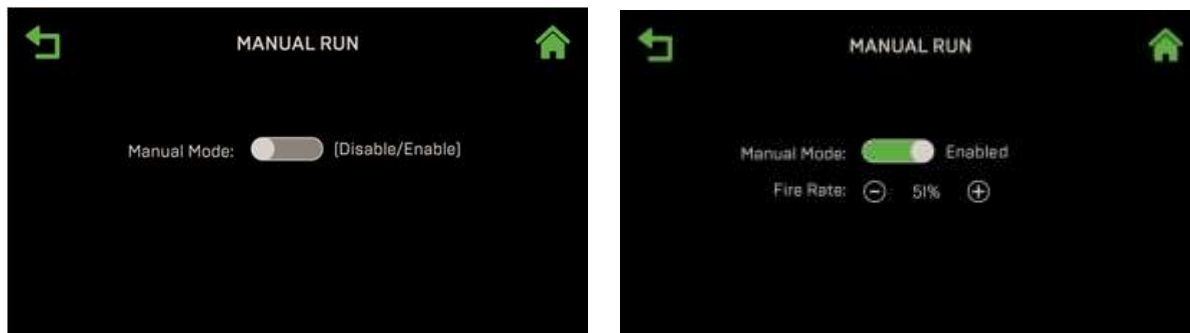 MANUAL RUN
Manual Mode: (Disable/Enable)
MANUAL RUN
Manual Mode: Enabled
Fire Rate: 51%